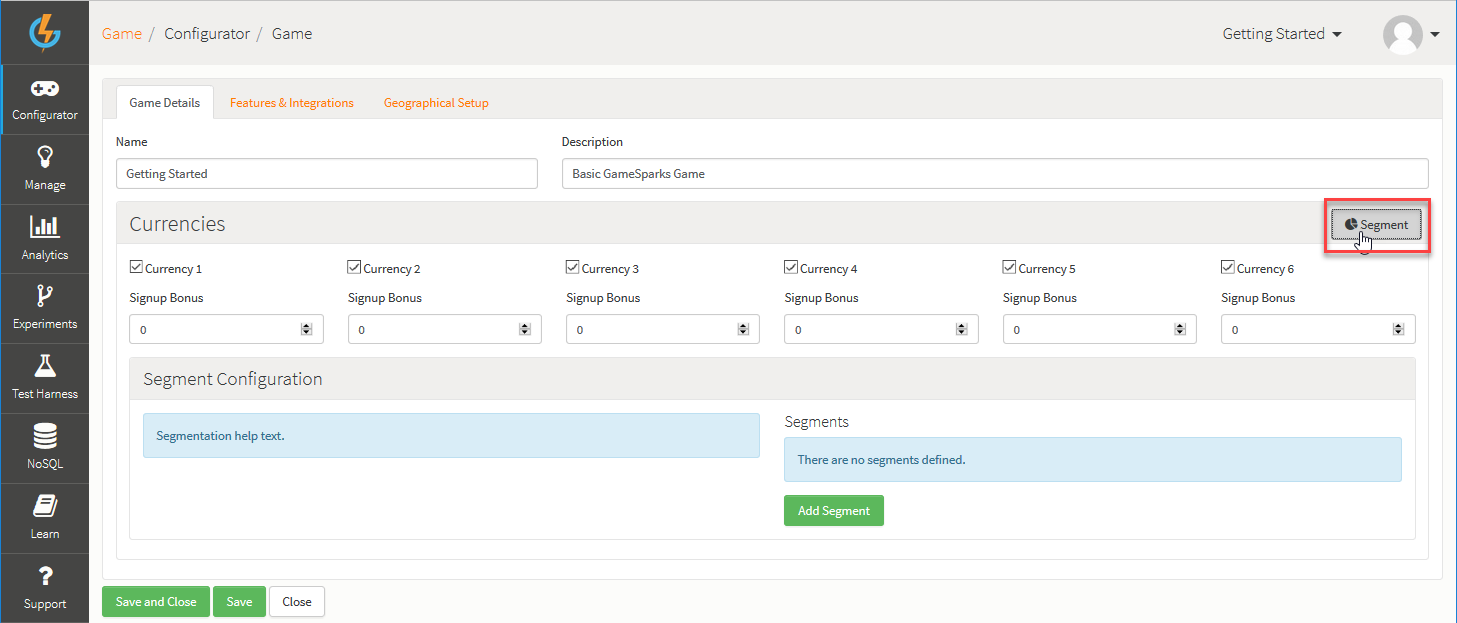 Game / Configurator / Game
Getting Started
Configurator
Manage
Analytics
Experiments
Test Harness
NoSQL
Learn
? Support
Game Details Features & Integrations Geographical Setup
Name Description
Getting Started Basic GameSparks Game
Currencies Segment
Currency 1 Currency 2 Currency 3 Currency 4 Currency 5 Currency 6
Signup Bonus Signup Bonus Signup Bonus Signup Bonus Signup Bonus Signup Bonus
0 0 0 0 0 0
Segment Configuration
Segmentation help text.
Segments
There are no segments defined.
Add Segment
Save and Close Save Close